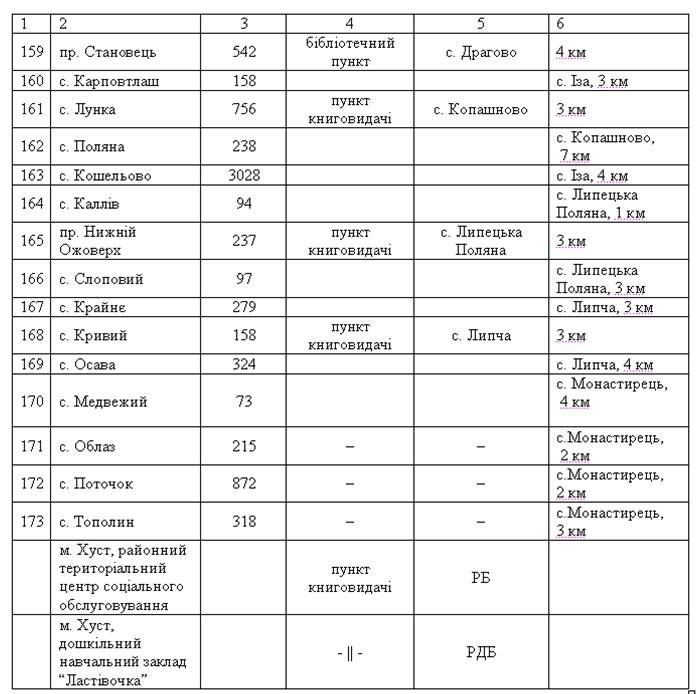 1 2 3 4 5 6
159 пр. Становець 542 бібліотечний пункт с. Драгово 4 км
160 с. Карповтлаш 158 с. Іза, 3 км
161 с. Лунка 756 пункт книговидачі с. Копашново 3 км
162 с. Поляна 238 с. Копашново, 7 км
163 с. Кошельово 3028 с. Іза, 4 км
164 с. Каллів 94 с. Липецька Поляна, 1 км
165 пр. Нижній Ожоверх 237 пункт книговидачі с. Липецька Поляна 3 км
166 с. Слоповий 97 с. Липецька Поляна, 3 км
167 с. Крайнє 279 с. Липча, 3 км
168 с. Кривий 158 пункт книговидачі с. Липча 3 км
169 с. Осава 324 с. Липча, 4 км
170 с. Медвежий 73 с. Монастирець, 4 км
171 с. Облаз 215 – – с.Монастирець, 2 км
172 с. Поточок 872 – – с.Монастирець, 2 км
173 с. Тополин 318 – – с.Монастирець, 3 км
м. Хуст, районний
територіальний
центр соціального
обслуговування
пункт
книговидачі
РБ
м. Хуст,
дошкільний
навчальний заклад
“Ластівочка”
- || -
РДБ